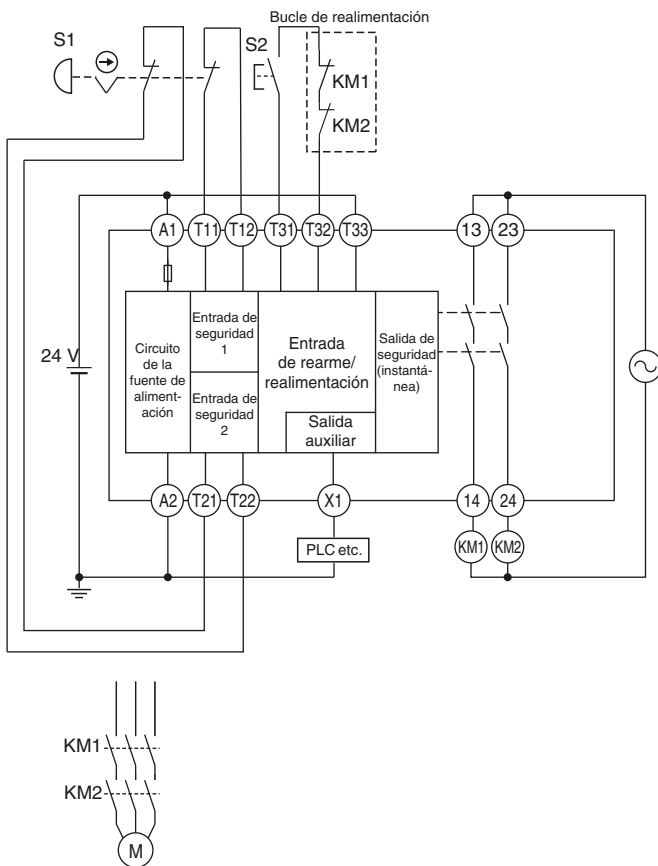 Bucle de realimentación
S1
S2
KM1
KM2
A1
T11
T12
T31
T32
T33
13
23
24 V
Circuito
de la
fuente de
aliment-
ación
Entrada de
seguridad
1
Entrada de
seguridad
2
Entrada
de rearme/
realimentación
Salida
auxiliar
Salida de
seguridad
(instantá-
nea)
A2
T21
T22
X1
14
24
PLC etc.
KM1
KM2
KM1
KM2
M